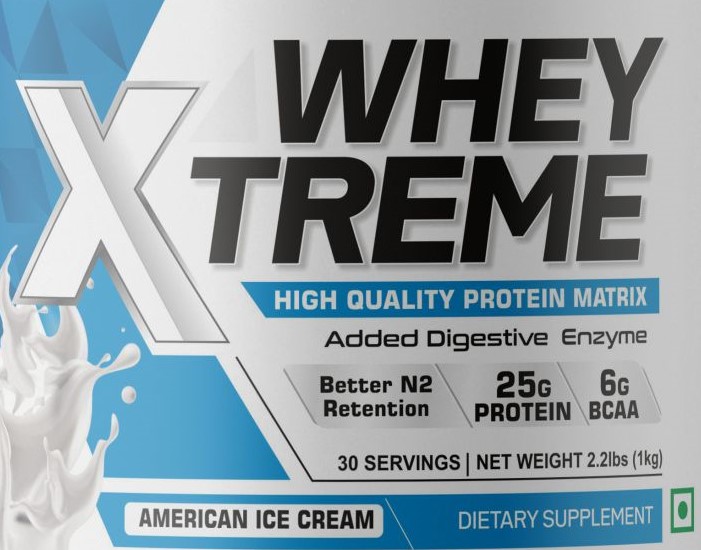 WHEY
XTREME
HIGH QUALITY PROTEIN MATRIX
Added Digestive Enzyme
Better N2
Retention
25G
PROTEIN
6G
BCAA
30 SERVINGS | NET WEIGHT 2.2lbs (1kg)
AMERICAN ICE CREAM
DIETARY SUPPLEMENT